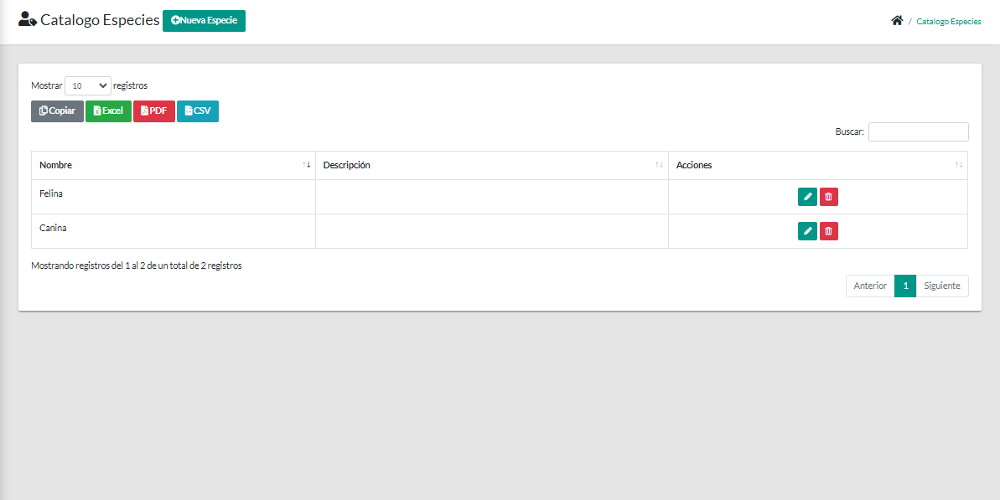 Catalogo Especies Nueva Especie
/ Catalogo Especies
Mostrar 10 registros
Copiar Excel PDF CSV
Buscar:
Nombre Descripción Acciones
Felina
Canina
Mostrando registros del 1 al 2 de un total de 2 registros
Anterior 1 Siguiente